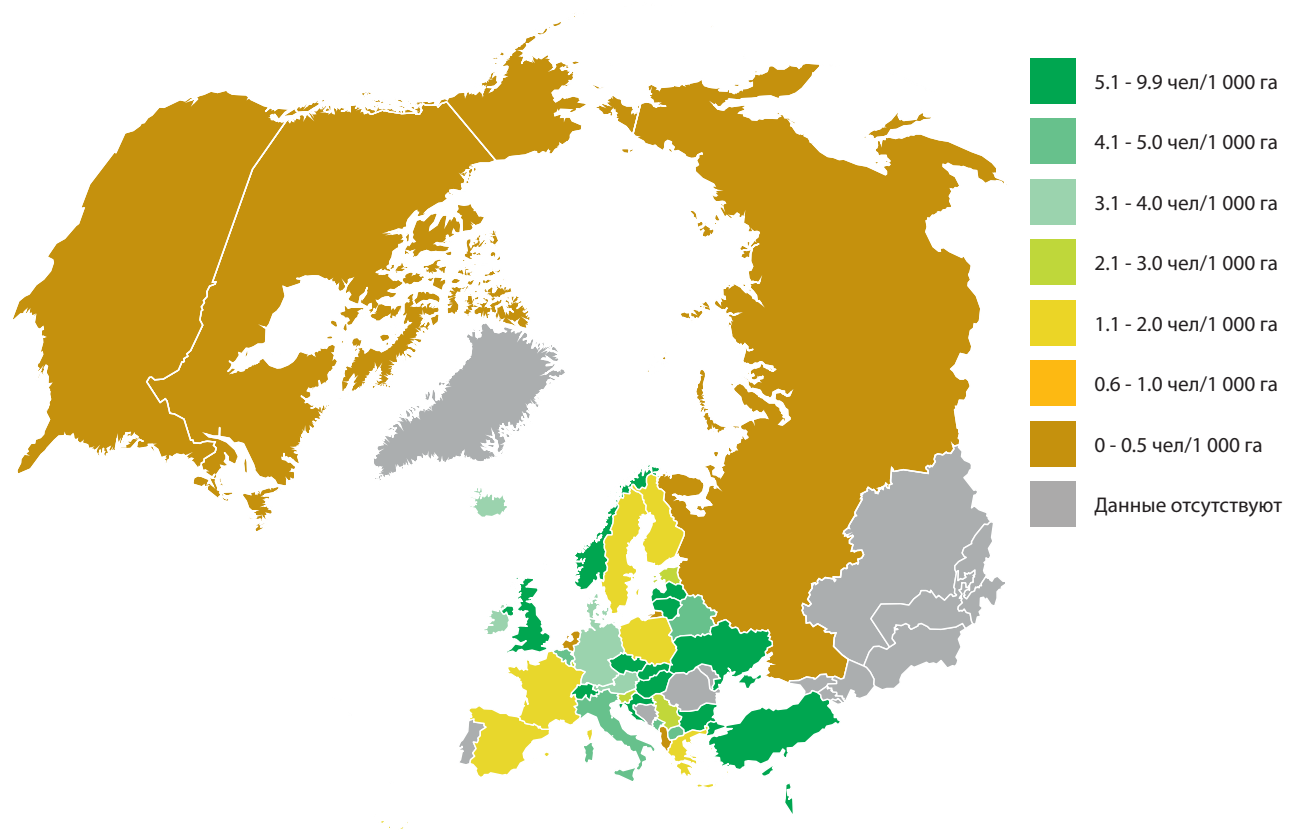 5.1 - 9.9 чел/1 000 га
4.1 - 5.0 чел/1 000 га
3.1 - 4.0 чел/1 000 га
2.1 - 3.0 чел/1 000 га
1.1 - 2.0 чел/1 000 га
0.6 - 1.0 чел/1 000 га
0 - 0.5 чел/1 000 га
Данные отсутствуют